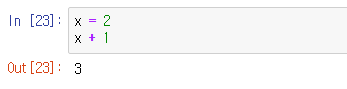 In [23]: x = 2
x + 1
Out[23]: 3